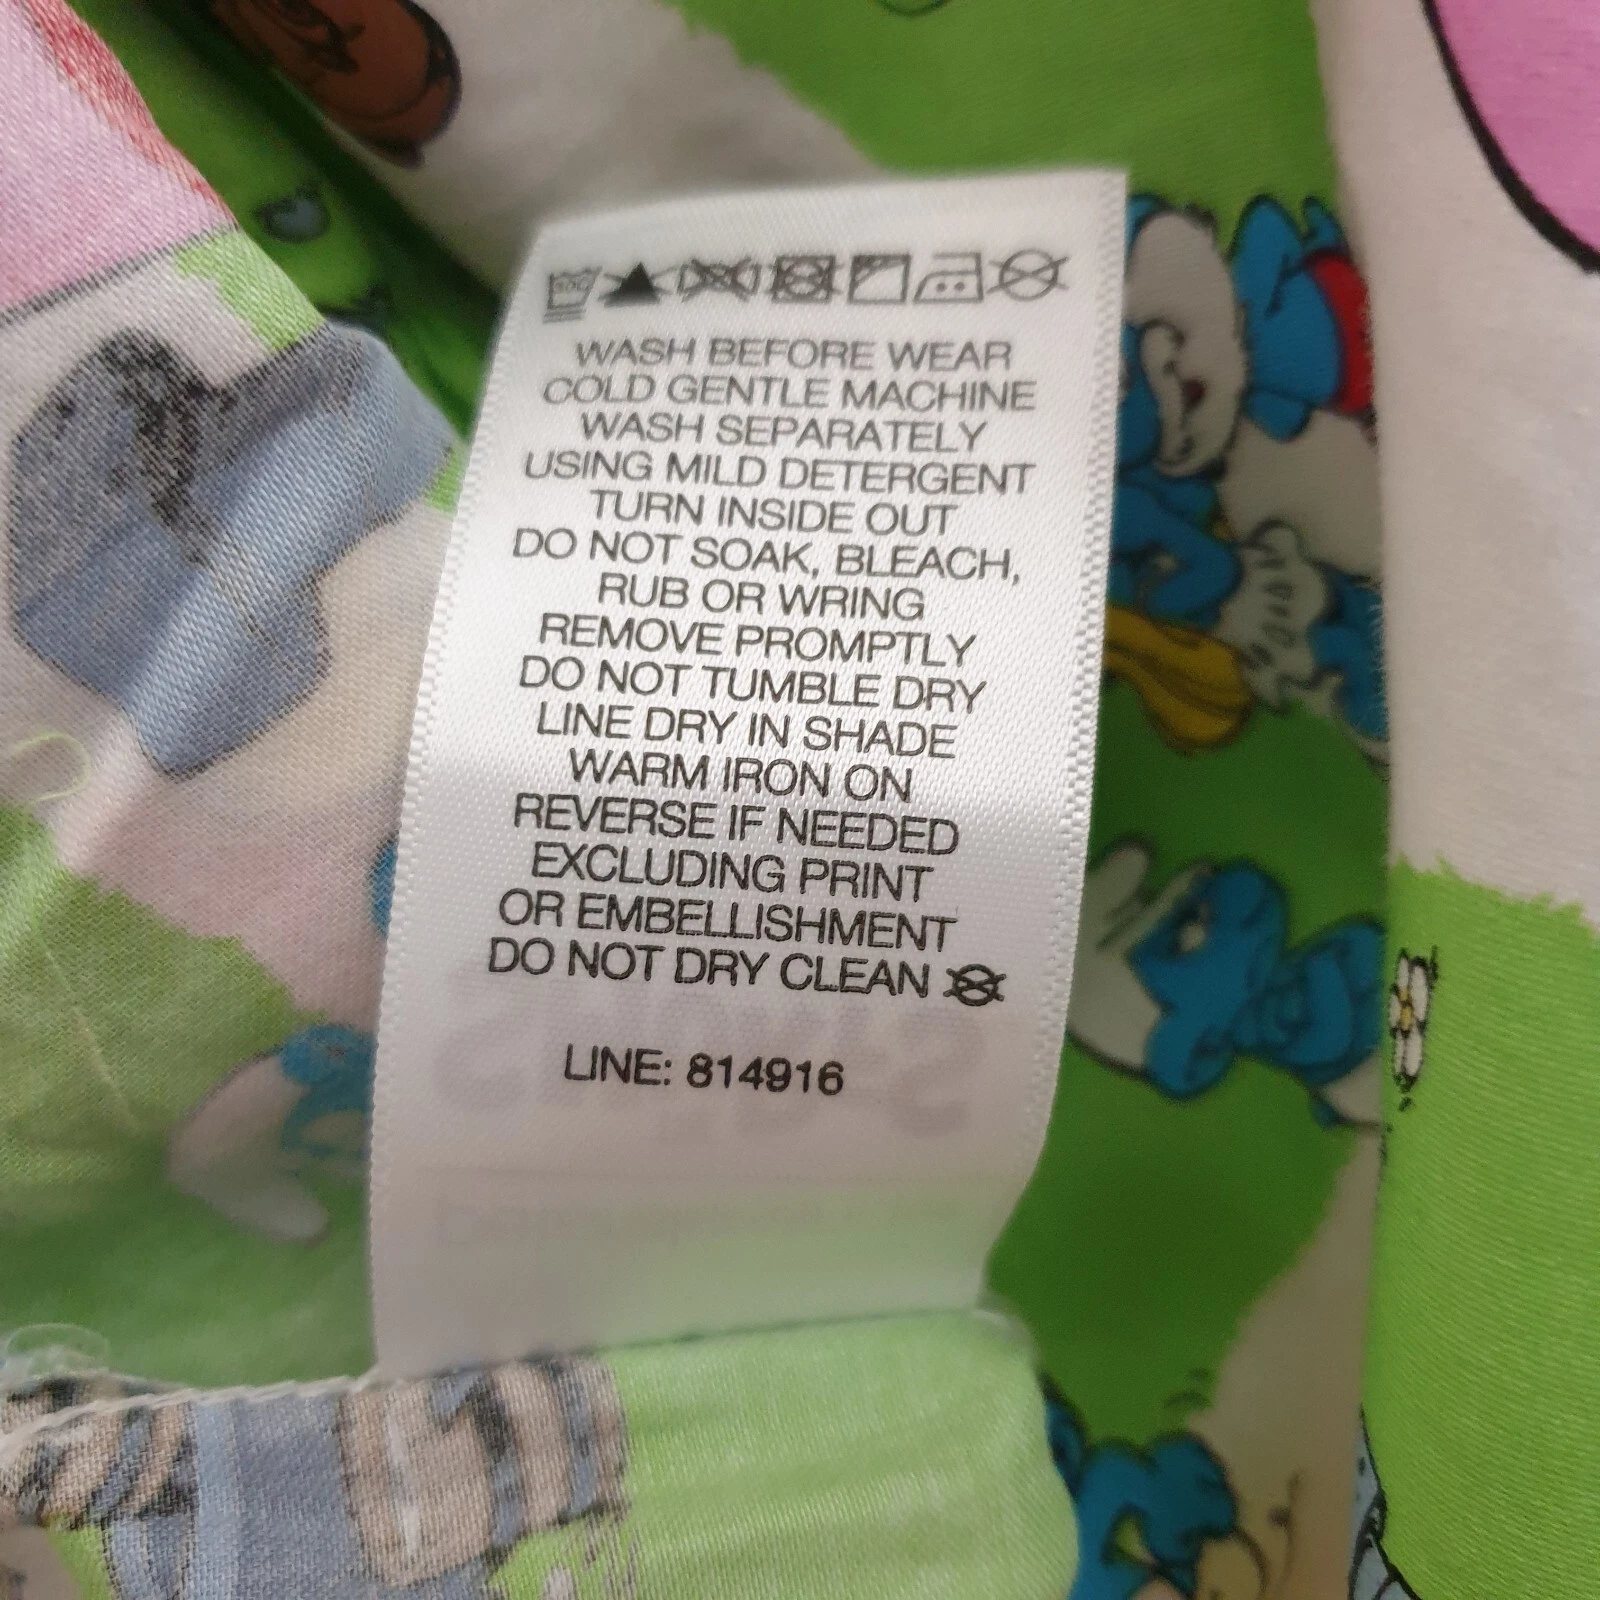 30C
WASH BEFORE WEAR
COLD GENTLE MACHINE
WASH SEPARATELY
USING MILD DETERGENT
TURN INSIDE OUT
DO NOT SOAK, BLEACH,
RUB OR WRING
REMOVE PROMPTLY
DO NOT TUMBLE DRY
LINE DRY IN SHADE
WARM IRON ON
REVERSE IF NEEDED
EXCLUDING PRINT
OR EMBELLISHMENT
DO NOT DRY CLEAN
LINE: 814916